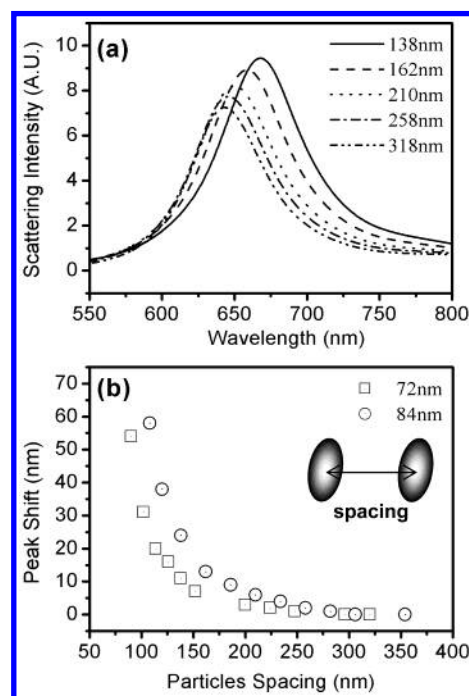 (a)
138nm
162nm
210nm
258nm
318nm
Scattering Intensity (A.U.)
10
8
6
4
2
0
550
600
650
700
750
800
Wavelength (nm)
(b)
72nm
84nm
spacing
Peak Shift (nm)
70
60
50
40
30
20
10
0
50
100
150
200
250
300
350
400
Particles Spacing (nm)